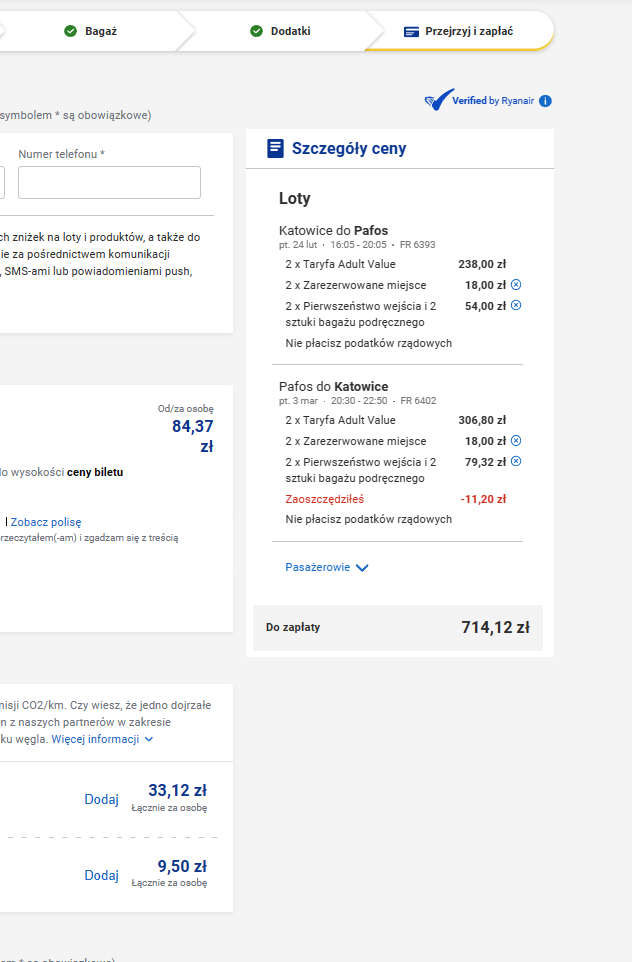 Bagaż
Dodatki
Przejrzyj i zapłać
Verified by Ryanair
symbolem * są obowiązkowe)
Numer telefonu *
ch zniżek na loty i produktów, a także do
ie za pośrednictwem komunikacji
, SMS-ami lub powiadomieniami push,
Od/za osobę
84,37
zł
do wysokości ceny biletu
| Zobacz polisę
rzeczytałem(-am) i zgadzam się z treścią
misji CO2/km. Czy wiesz, że jedno dojrzałe
n z naszych partnerów w zakresie
ku węgla. Więcej informacji
Dodaj
33,12 zł
Łącznie za osobę
Dodaj
9,50 zł
Łącznie za osobę
Szczegóły ceny
Loty
Katowice do Pafos
pt. 24 lut · 16:05 - 20:05 · FR 6393
2 x Taryfa Adult Value 238,00 zł
2 x Zarezerwowane miejsce 18,00 zł
2 x Pierwszeństwo wejścia i 2 54,00 zł
sztuki bagażu podręcznego
Nie płacisz podatków rządowych
Pafos do Katowice
pt. 3 mar · 20:30 - 22:50 · FR 6402
2 x Taryfa Adult Value 306,80 zł
2 x Zarezerwowane miejsce 18,00 zł
2 x Pierwszeństwo wejścia i 2 79,32 zł
sztuki bagażu podręcznego
Zaoszczędziłeś -11,20 zł
Nie płacisz podatków rządowych
Pasażerowie
Do zapłaty 714,12 zł